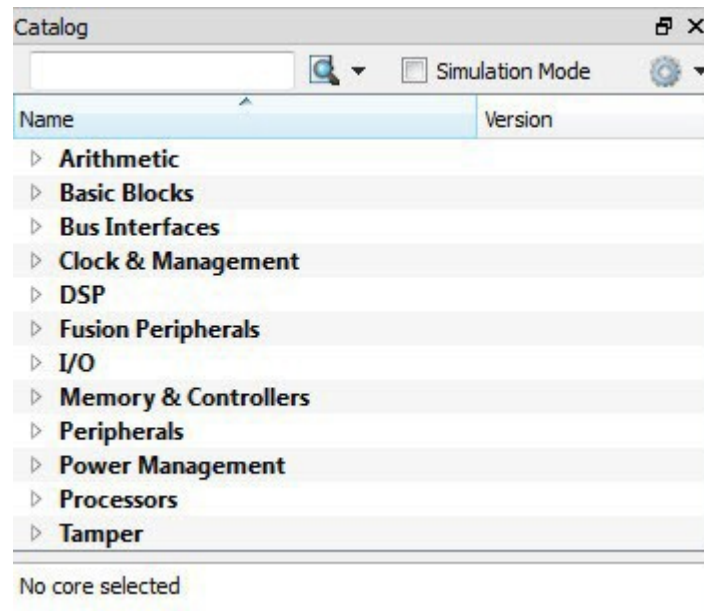 Catalog
Simulation Mode
Name Version
Arithmetic
Basic Blocks
Bus Interfaces
Clock & Management
DSP
Fusion Peripherals
I/O
Memory & Controllers
Peripherals
Power Management
Processors
Tamper
No core selected